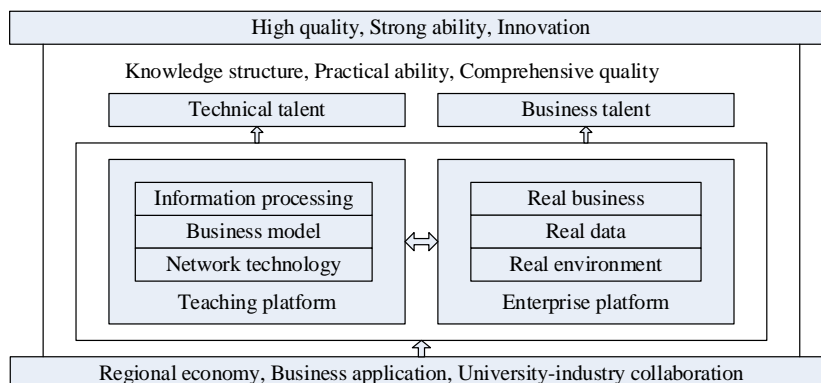 High quality, Strong ability, Innovation
Knowledge structure, Practical ability, Comprehensive quality
Technical talent
Business talent
Information processing
Business model
Network technology
Teaching platform
Real business
Real data
Real environment
Enterprise platform
Regional economy, Business application, University-industry collaboration